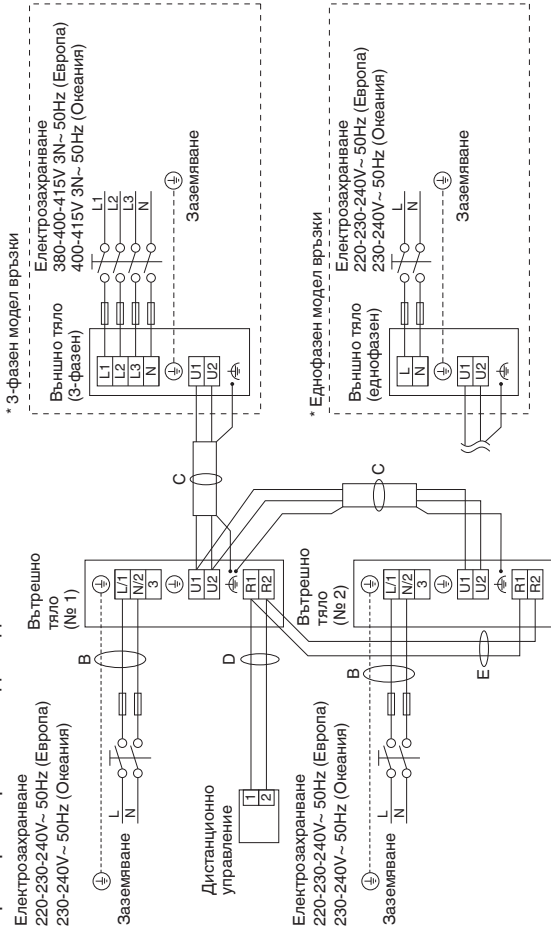 * 3-фазен модел връзки
Електрозахранване
380-400-415V 3N~ 50Hz (Европа)
400-415V 3N~ 50Hz (Океания)
Външно тяло
(3-фазен)
L1
L2
L3
N
L1
L2
L3
N
U1
U2
Заземяване
* Еднофазен модел връзки
Електрозахранване
220-230-240V~ 50Hz (Европа)
230-240V~ 50Hz (Океания)
Външно тяло
(еднофазен)
L
N
L
N
U1
U2
Заземяване
C
C
Вътрешно
тяло
(№ 1)
L/1
N/2
3
U1
U2
R1
R2
Вътрешно
тяло
(№ 2)
L/1
N/2
3
U1
U2
R1
R2
B
D
B
E
Електрозахранване
220-230-240V~ 50Hz (Европа)
230-240V~ 50Hz (Океания)
L
N
Заземяване
Дистанционно
управление
1
2
Електрозахранване
220-230-240V~ 50Hz (Европа)
230-240V~ 50Hz (Океания)
L
N
Заземяване